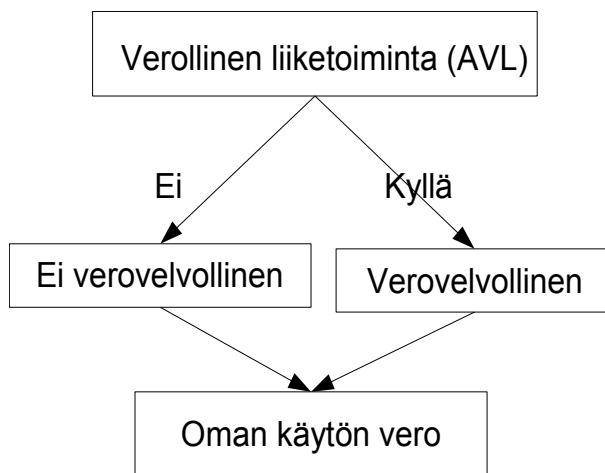 Verollinen liiketoiminta (AVL)
Ei
Kyllä
Ei verovelvollinen
Verovelvollinen
Oman käytön vero